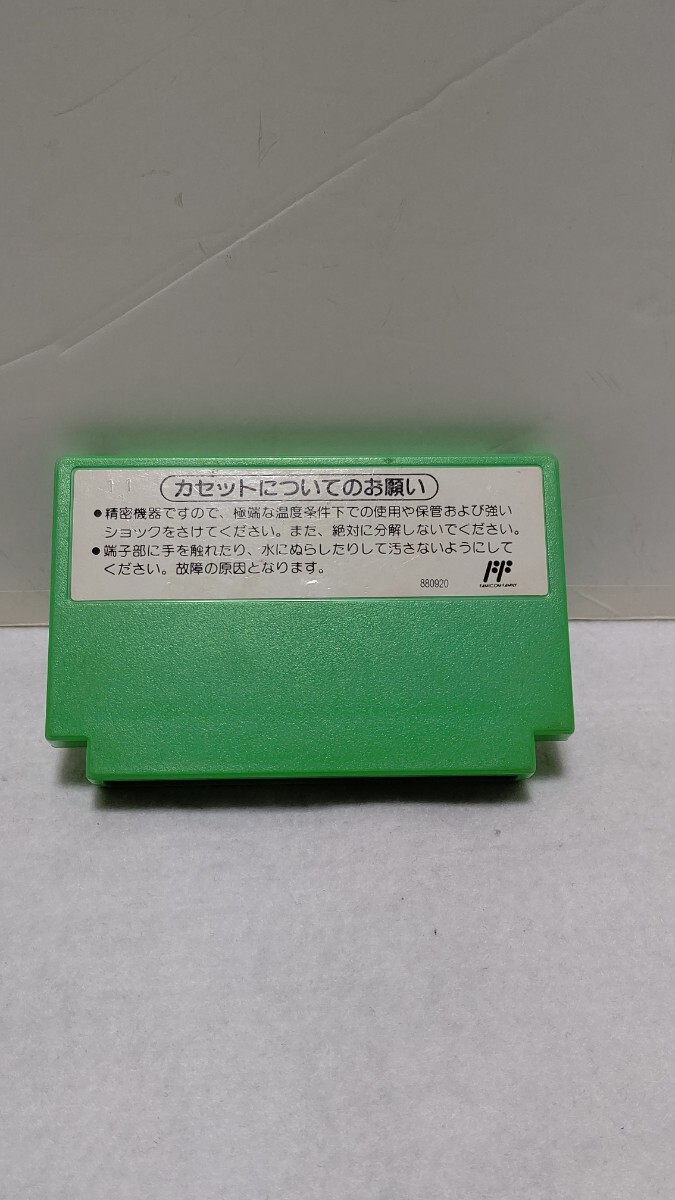 11
カセットについてのお願い
●精密機器ですので、極端な温度条件下での使用や保管および強い
ショックをさけてください。また、絶対に分解しないでください。
●端子部に手を触れたり、水にぬらしたりして汚さないようにして
ください。故障の原因となります。
880920
FAMICOM FAMILY